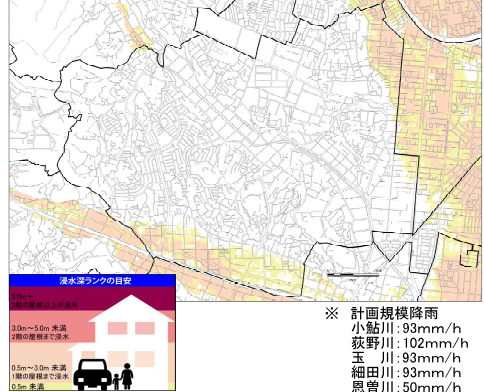 浸水深ランクの目安
5.0m～
2階の屋根以上が浸水
3.0m～5.0m 未満
2階の屋根まで浸水
0.5m～3.0m 未満
1階の屋根まで浸水
0.5m 未満
※ 計画規模降雨
小鮎川：93mm/h
荻野川：102mm/h
玉　川：93mm/h
細田川：93mm/h
恩曽川：50mm/h